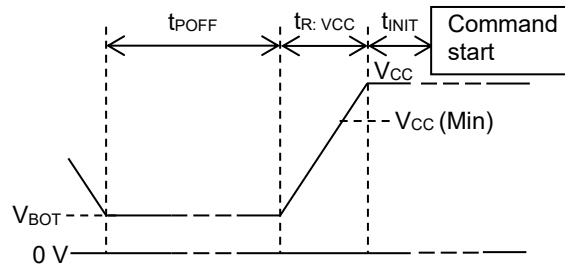 tPOFF
tR: VCC
tINIT
Command
start
VCC
VCC (Min)
VBOT
0 V